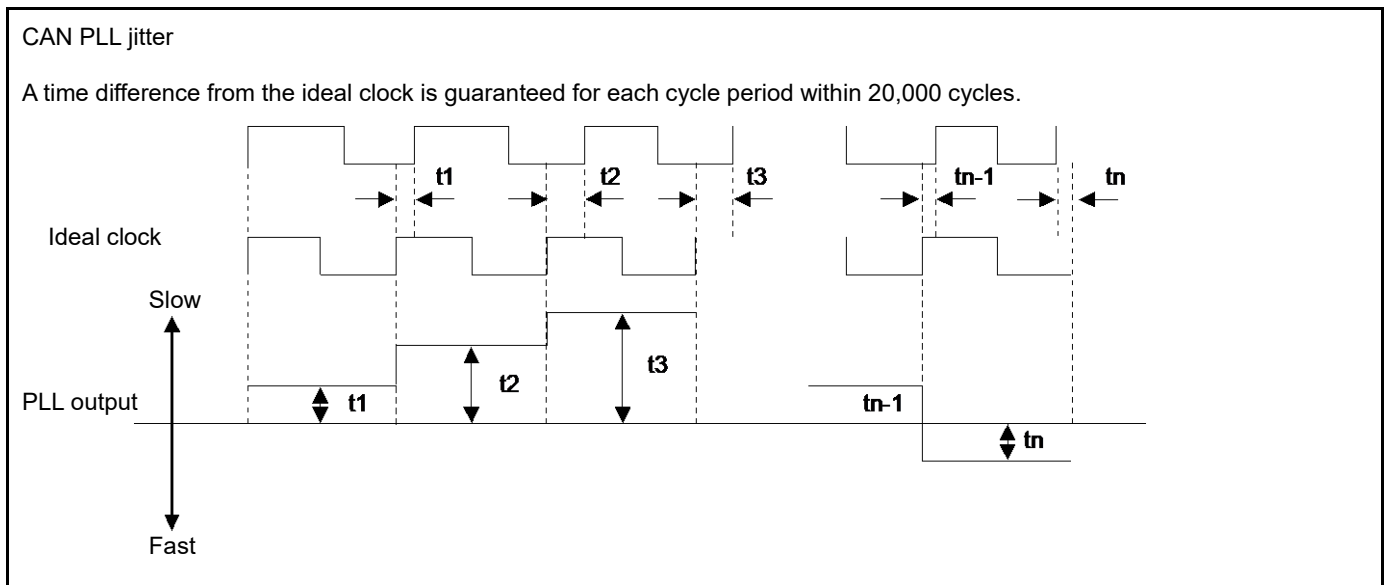 CAN PLL jitter
A time difference from the ideal clock is guaranteed for each cycle period within 20,000 cycles.
t1
t2
t3
tn-1
tn
Ideal clock
Slow
t1
t2
t3
PLL output
tn-1
tn
Fast